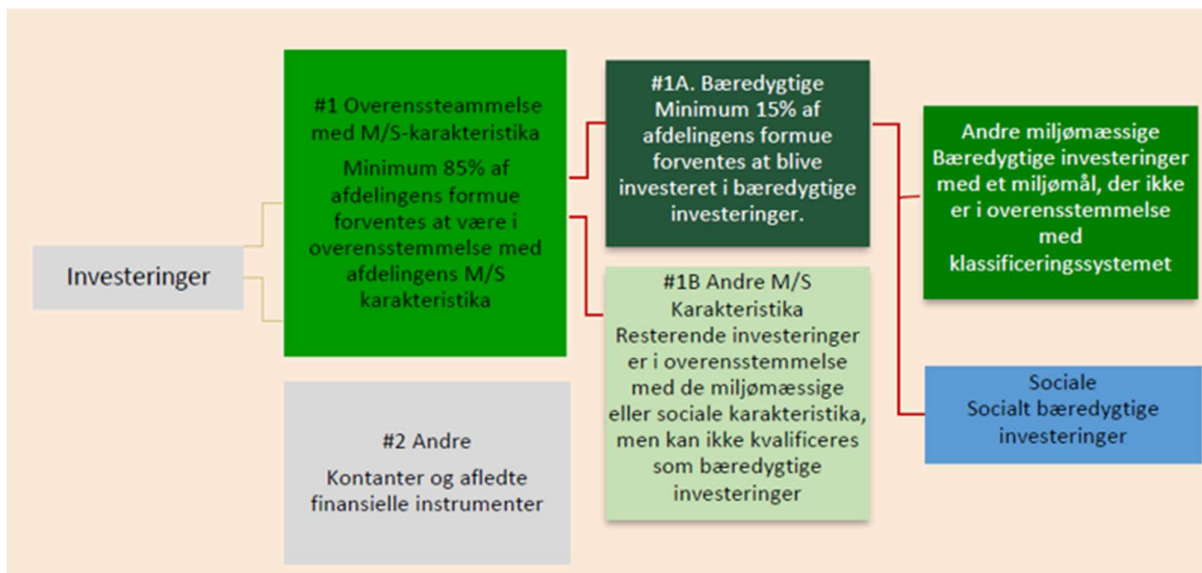 Investeringer
#1 Overenssteammelse
med M/S-karakteristika
Minimum 85% af
afdelingens formue
forventes at være i
overensstemmelse med
afdelingens M/S
karakteristika
#2 Andre
Kontanter og afledte
finansielle instrumenter
#1A. Bæredygtige
Minimum 15% af
afdelingens formue
forventes at blive
investeret i bæredygtige
investeringer.
#1B Andre M/S
Karakteristika
Resterende investeringer
er i overensstemmelse
med de miljømæssige
eller sociale karakteristika,
men kan ikke kvalificeres
som bæredygtige
investeringer
Andre miljømæssige
Bæredygtige investeringer
med et miljømål, der ikke
er i overensstemmelse
med
klassificeringssystemet
Sociale
Socialt bæredygtige
investeringer